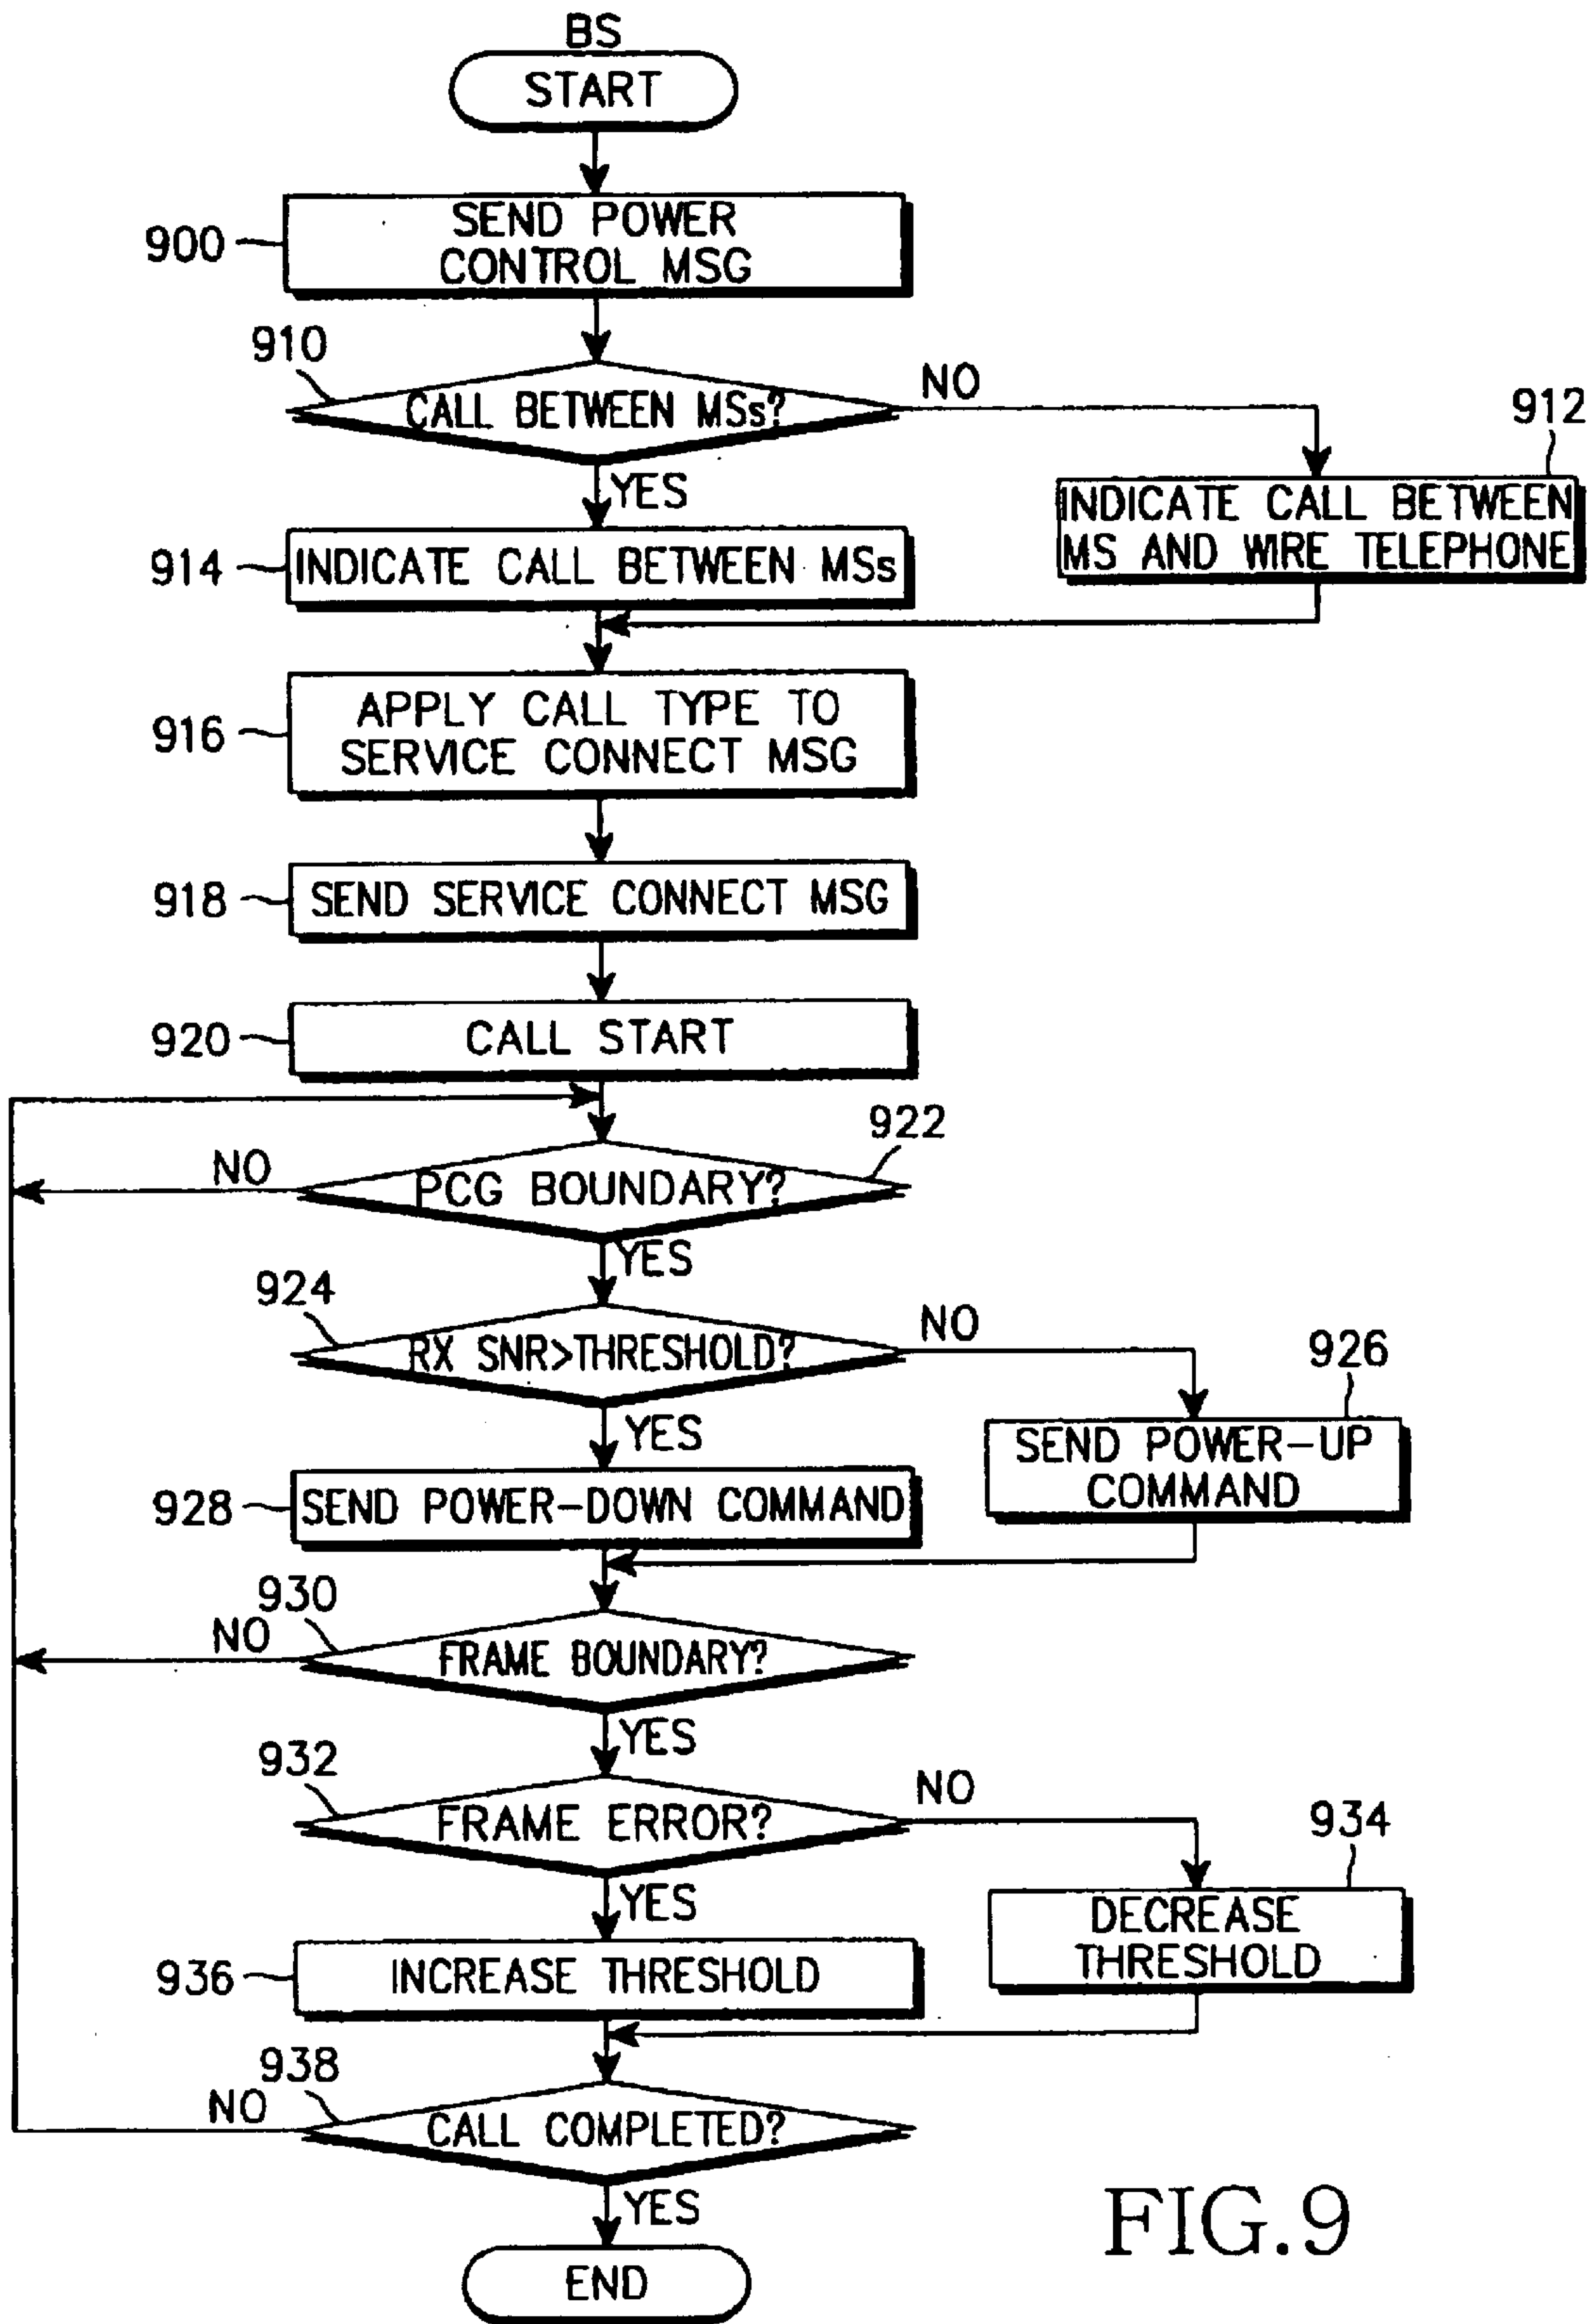 BS
START
900
SEND POWER
CONTROL MSG
910
CALL BETWEEN MSs?
NO
912
YES
INDICATE CALL BETWEEN
MS AND WIRE TELEPHONE
914
INDICATE CALL BETWEEN MSs
916
APPLY CALL TYPE TO
SERVICE CONNECT MSG
918
SEND SERVICE CONNECT MSG
920
CALL START
922
NO
PCG BOUNDARY?
YES
924
RX SNR>THRESHOLD?
NO
926
YES
SEND POWER-UP
COMMAND
928
SEND POWER-DOWN COMMAND
930
NO
FRAME BOUNDARY?
YES
932
FRAME ERROR?
NO
934
YES
DECREASE
THRESHOLD
936
INCREASE THRESHOLD
938
NO
CALL COMPLETED?
YES
END
FIG.9